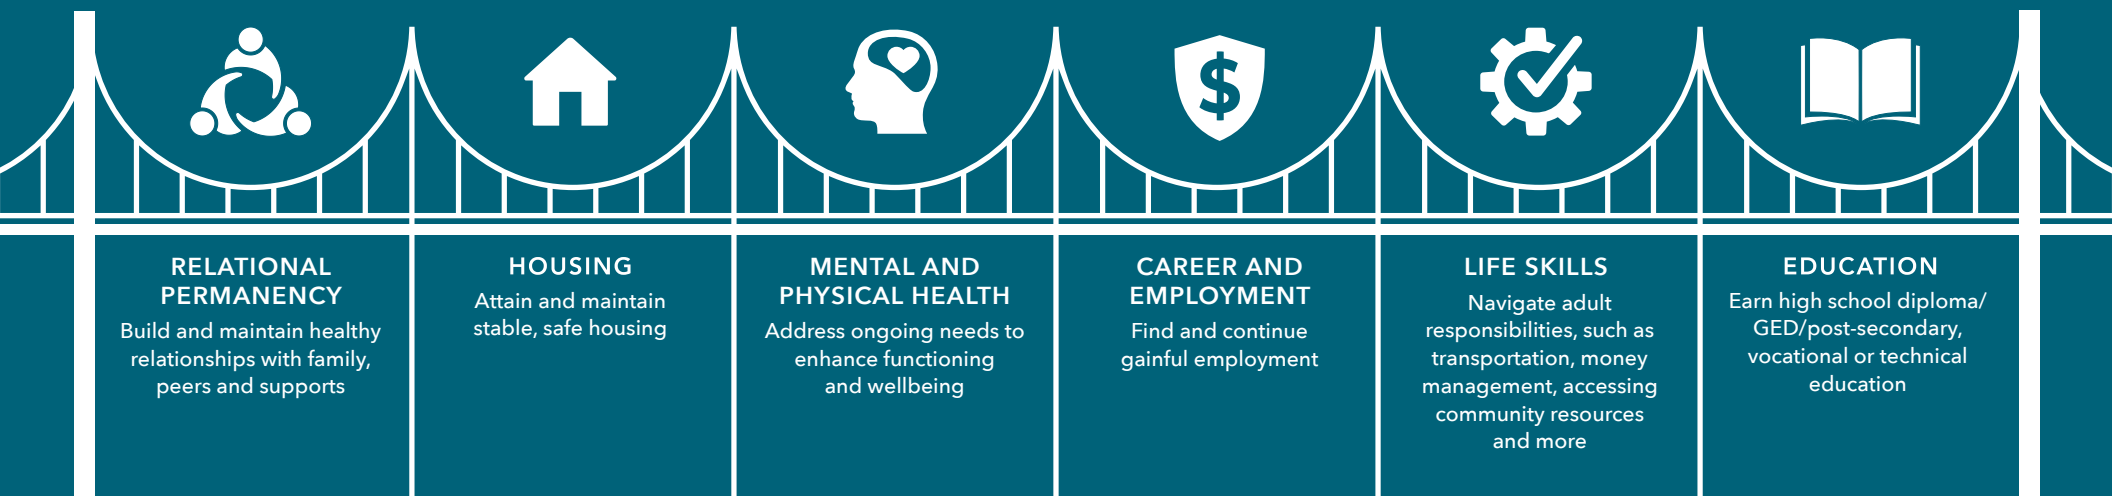 RELATIONAL
PERMANENCY
Build and maintain healthy
relationships with family,
peers and supports
HOUSING
Attain and maintain
stable, safe housing
MENTAL AND
PHYSICAL HEALTH
Address ongoing needs to
enhance functioning
and wellbeing
$
CAREER AND
EMPLOYMENT
Find and continue
gainful employment
LIFE SKILLS
Navigate adult
responsibilities, such as
transportation, money
management, accessing
community resources
and more
EDUCATION
Earn high school diploma/
GED/post-secondary,
vocational or technical
education